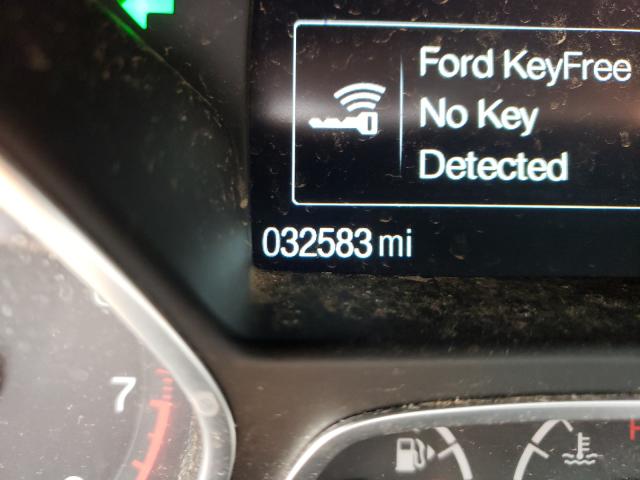 Ford KeyFree
No Key
Detected
032583 mi
7
H